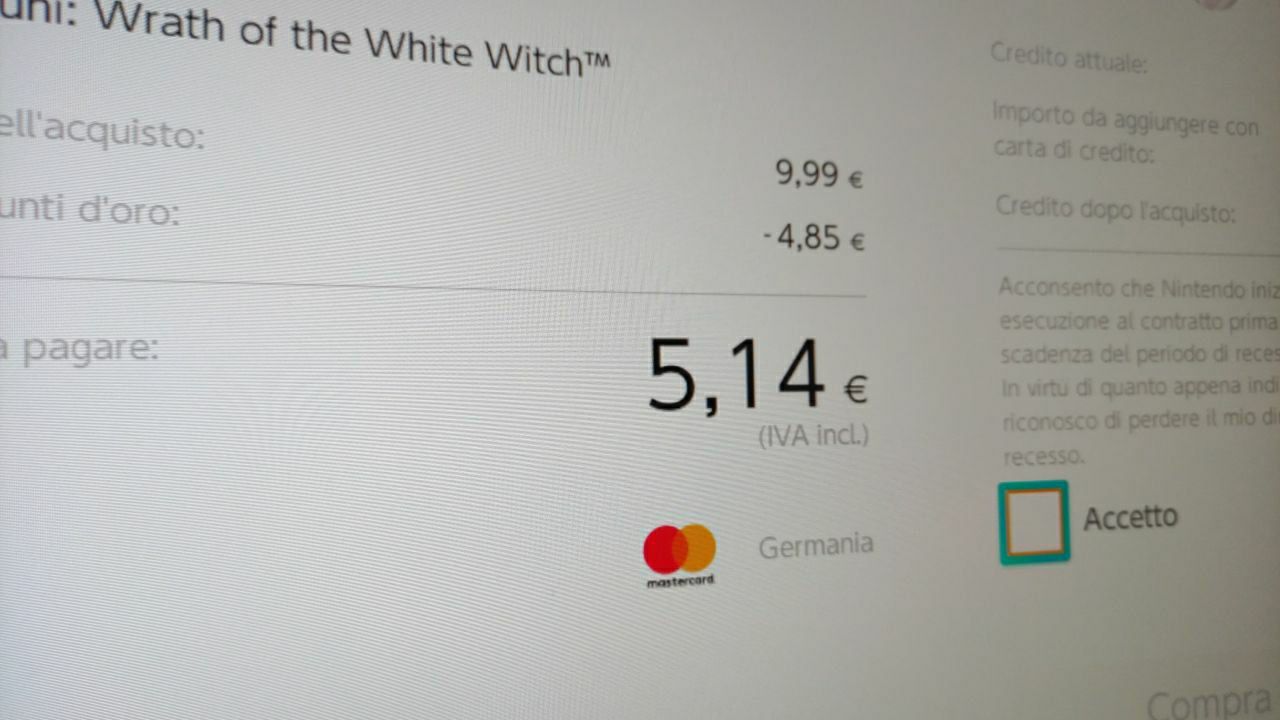 uni: Wrath of the White Witch™
ell'acquisto:
9,99 €
unti d'oro:
-4,85 €
a pagare:
5,14 €
(IVA incl.)
mastercard
Germania
Credito attuale:
Importo da aggiungere con
carta di credito:
Credito dopo l'acquisto:
Acconsento che Nintendo iniz
esecuzione al contratto prima
scadenza del periodo di reces
In virtù di quanto appena indi
riconosco di perdere il mio di
recesso.
Accetto
Compra